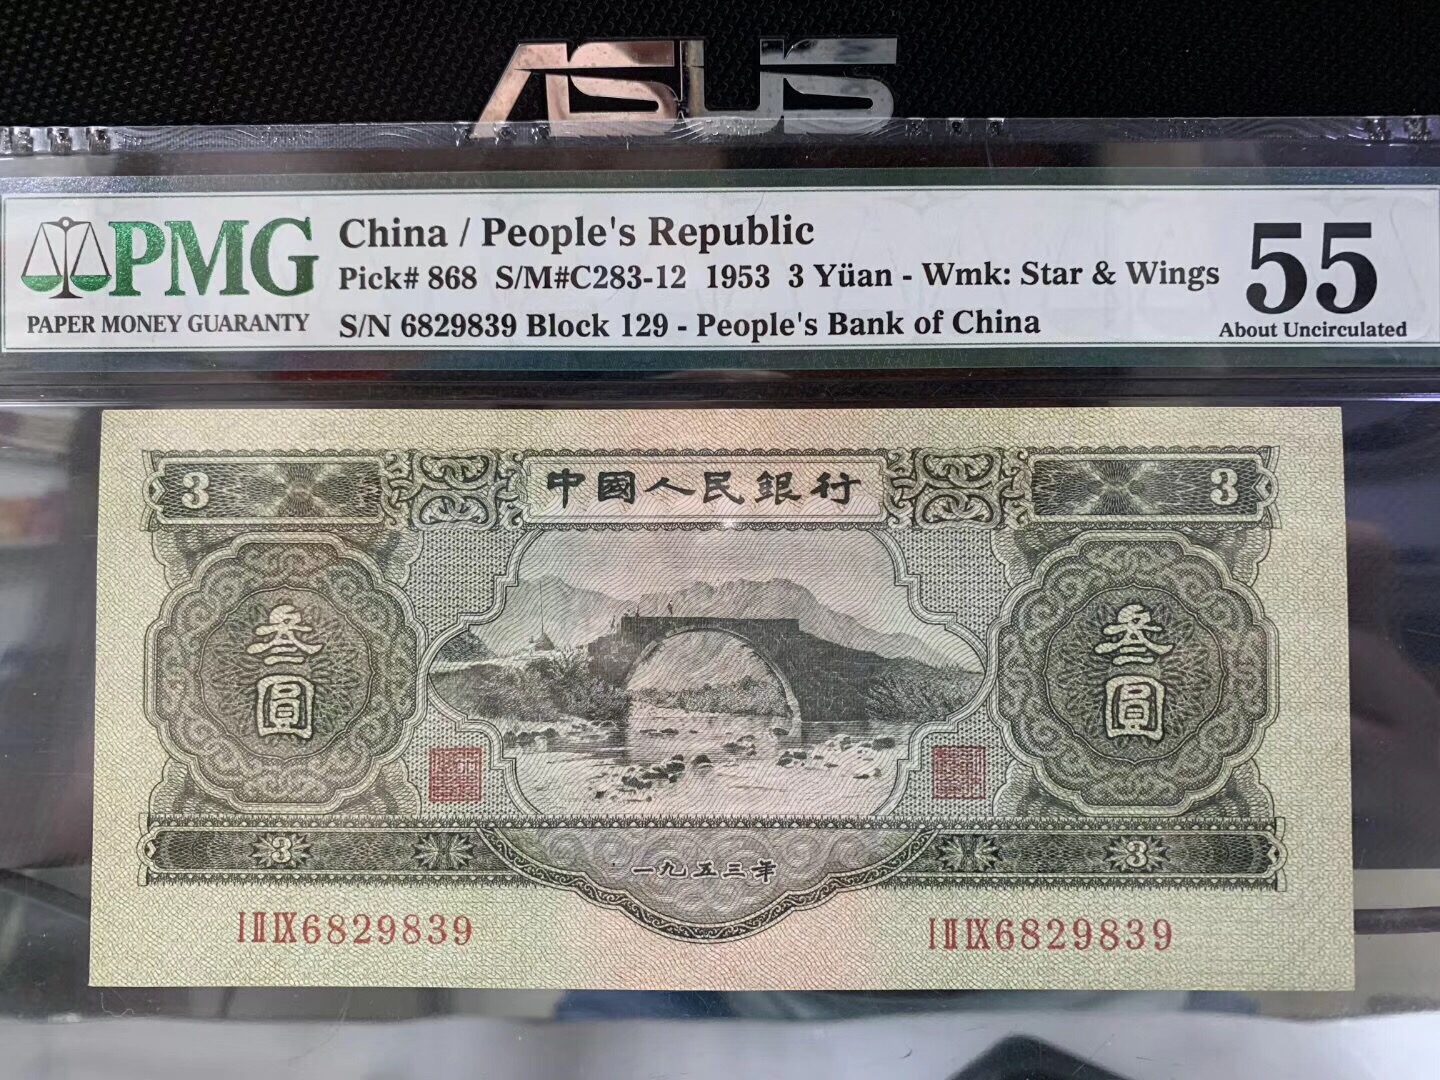 ASUS
PMG
PAPER MONEY GUARANTY
China / People's Republic
Pick# 868 S/M#C283-12 1953 3 Yüan - Wmk: Star & Wings
S/N 6829839 Block 129 - People's Bank of China
55
About Uncirculated
3 中國人民銀行 3
叁圓 叁圓
3 一九五三年 3
I II IX 6829839 I II IX 6829839